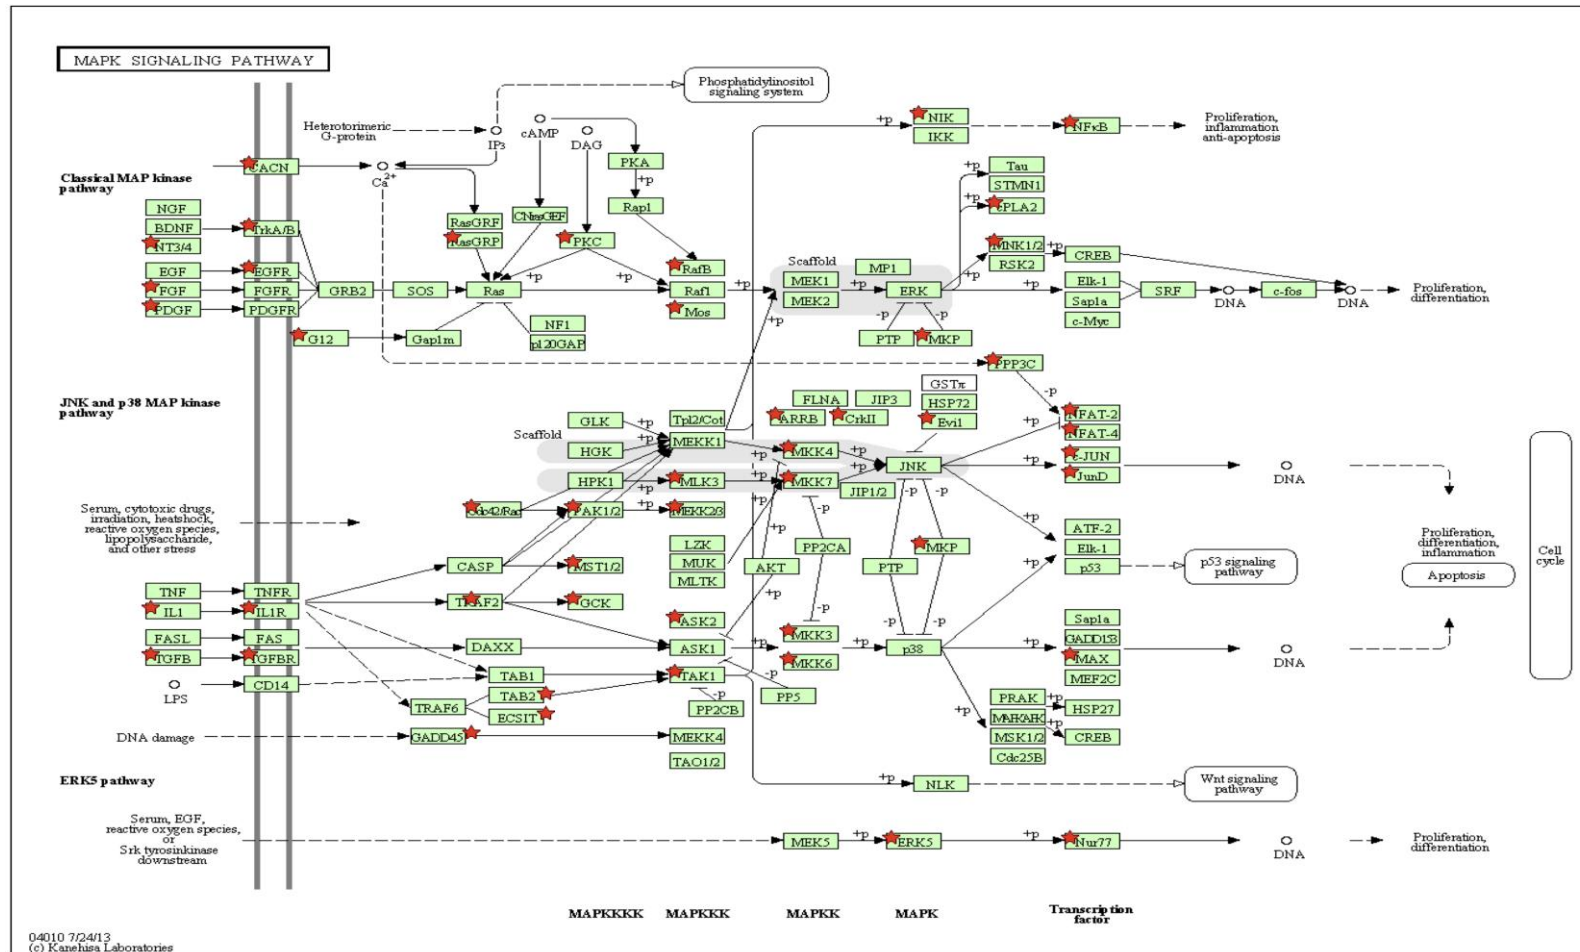 MAPK SIGNALING PATHWAY
Phosphatidylinositol
signaling system
Heterotorimeric
G-protein
IP3
cAMP
DAG
Ca2+
CACN
PKA
+p
Rap1
+p
NIK
IKK
NFκB
Proliferation,
inflammation
anti-apoptosis
Classical MAP kinase
pathway
NGF
BDNF
NT3/4
EGF
FGF
PDGF
TrkA/B
EGFR
FGFR
PDGFR
GRB2
SOS
G12
Gap1m
RasGRF
RasGRP
CNrasGEF
PKC
Ras
+p
+p
NF1
p120GAP
RafB
Raf1
Mos
+p
+p
Scaffold
MEK1
MEK2
MP1
+p
ERK
-p
-p
PTP
MKP
+p
+p
+p
Tau
STMN1
cPLA2
MNK1/2
RSK2
+p
CREB
Elk-1
Sap1a
c-Myc
SRF
DNA
c-fos
DNA
Proliferation,
differentiation
PPP3C
-p
JNK and p38 MAP kinase
pathway
Scaffold
GLK
HGK
HPK1
+p
+p
+p
+p
Tpl2/Cot
MEKK1
MLK3
MEKK2/3
LZK
MUK
MLTK
Cdc42/Rac
PAK1/2
MST1/2
GCK
FLNA
JIP3
ARRB
CrkII
GSTπ
HSP72
Evi1
+p
+p
+p
+p
+p
+p
MKK4
MKK7
JNK
JIP1/2
-p
-p
-p
PP2CA
AKT
+p
MKP
PTP
-p
-p
-p
+p
+p
+p
+p
NFAT-2
NFAT-4
c-JUN
JunD
DNA
ATF-2
Elk-1
p53
p53 signaling
pathway
Proliferation,
differentiation,
inflammation
Apoptosis
Cell
cycle
Serum, cytotoxic drugs,
irradiation, heatshock,
reactive oxygen species,
lipopolysaccharide,
and other stress
CASP
TRAF2
DAXX
TNF
IL1
FASL
TGFB
LPS
TNFR
IL1R
FAS
TGFBR
CD14
ASK2
ASK1
TAK1
+p
+p
+p
MKK3
MKK6
+p
p38
+p
+p
Sap1a
GADD153
MAX
MEF2C
DNA
TAB1
TAB2
ECSIT
TRAF6
-p
PP2CB
PP5
PRAK
MAPKAPK
MSK1/2
Cdc25B
+p
+p
HSP27
CREB
DNA damage
GADD45
MEKK4
TAO1/2
ERK5 pathway
+p
NLK
Wnt signaling
pathway
Serum, EGF,
reactive oxygen species,
or
Srk tyrosinkinase
downstream
MEK5
+p
ERK5
+p
Nur77
DNA
Proliferation,
differentiation
MAPKKKK
MAPKKK
MAPKK
MAPK
Transcription
factor
04010 7/24/13
(c) Kanehisa Laboratories